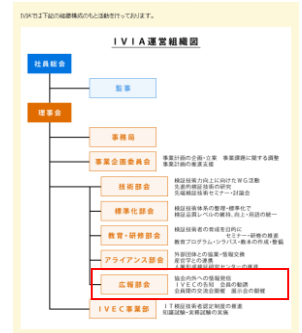 IVIAでは下記の組織構成のもと活動を行っております。
IVIA運営組織図
社員総会
監事
理事会
事務局
事業企画委員会
事業計画の企画・立案 事業課題に関する調整
事業計画の推進支援
技術部会
検証技術力向上に向けたWG活動
先進的検証技術の研究
先端検証技術セミナー・討論会
標準化部会
検証技術体系の整理・標準化で
検証品質レベルの維持、向上・用語の統一
教育・研修部会
検証技術者の育成を目的に
セミナー・研修の推進
教育プログラム・シラバス・教本の作成・整備
アライアンス部会
外部団体との協業・情報交換
産官学との連携
広報部会
協会内外への情報発信
IVECの告知 会員の勧誘
会員間の交流会開催 展示会の開催
IVEC事業部
IT検証技術者認定制度の推進
知識試験・実務試験の実施